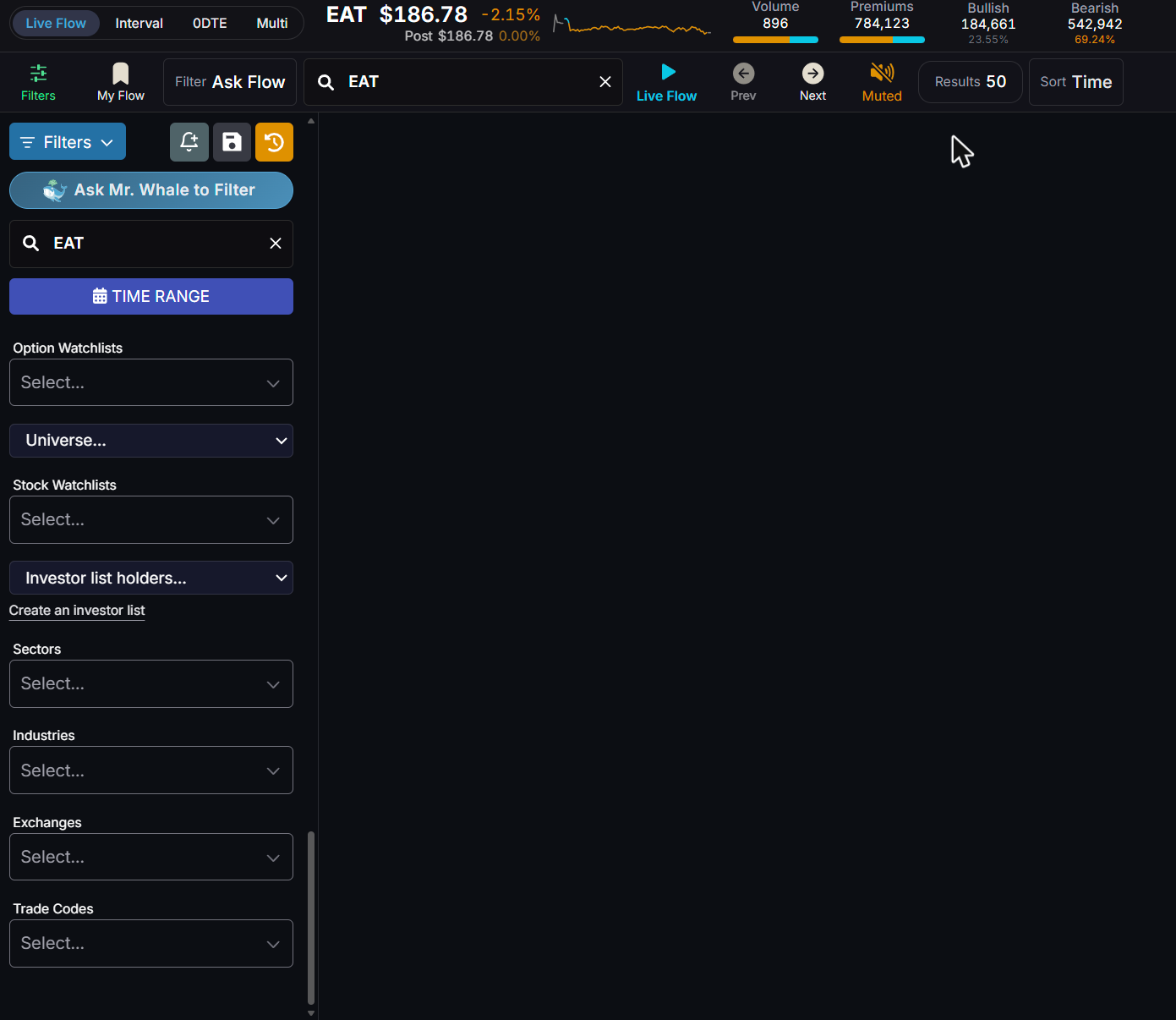 Live Flow Interval 0DTE Multi
EAT $186.78 -2.15%
Post $186.78 0.00%
Volume
896
Premiums
784,123
Bullish
184,661
23.55%
Bearish
542,942
69.24%
Filters
My Flow
Filter Ask Flow
EAT
Live Flow
Prev
Next
Muted
Results 50
Sort Time
Filters
Ask Mr. Whale to Filter
EAT
TIME RANGE
Option Watchlists
Select...
Universe...
Stock Watchlists
Select...
Investor list holders...
Create an investor list
Sectors
Select...
Industries
Select...
Exchanges
Select...
Trade Codes
Select...